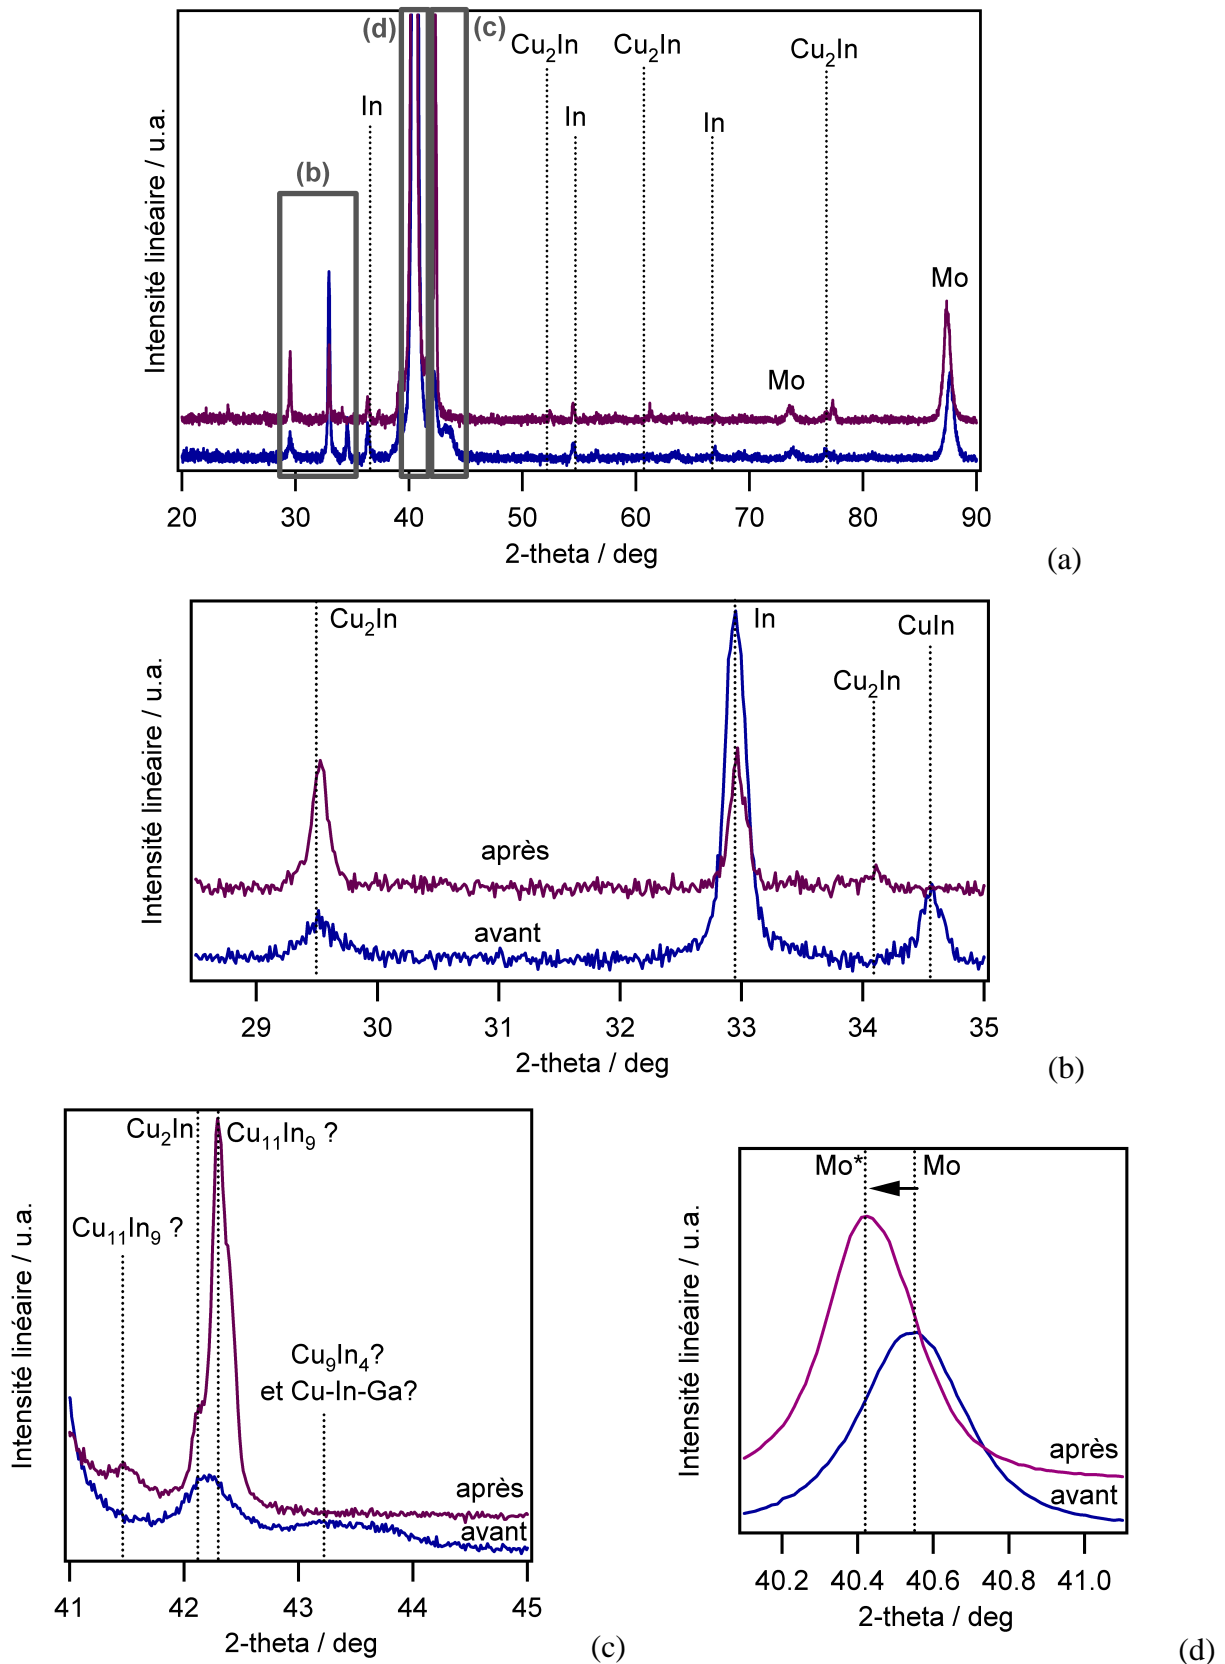 (d)
(c)
Cu₂In
Cu₂In
Cu₂In
In
In
In
(b)
Mo
Mo
Intensité linéaire / u.a.
20 30 40 50 60 70 80 90
2-theta / deg
(a)
Cu₂In
In
CuIn
Cu₂In
après
avant
Intensité linéaire / u.a.
29 30 31 32 33 34 35
2-theta / deg
(b)
Cu₂In
Cu₁₁In₉ ?
Cu₁₁In₉ ?
Cu₉In₄?
et Cu-In-Ga?
après
avant
Intensité linéaire / u.a.
41 42 43 44 45
2-theta / deg
(c)
Mo* Mo
après
avant
Intensité linéaire / u.a.
40.2 40.4 40.6 40.8 41.0
2-theta / deg
(d)